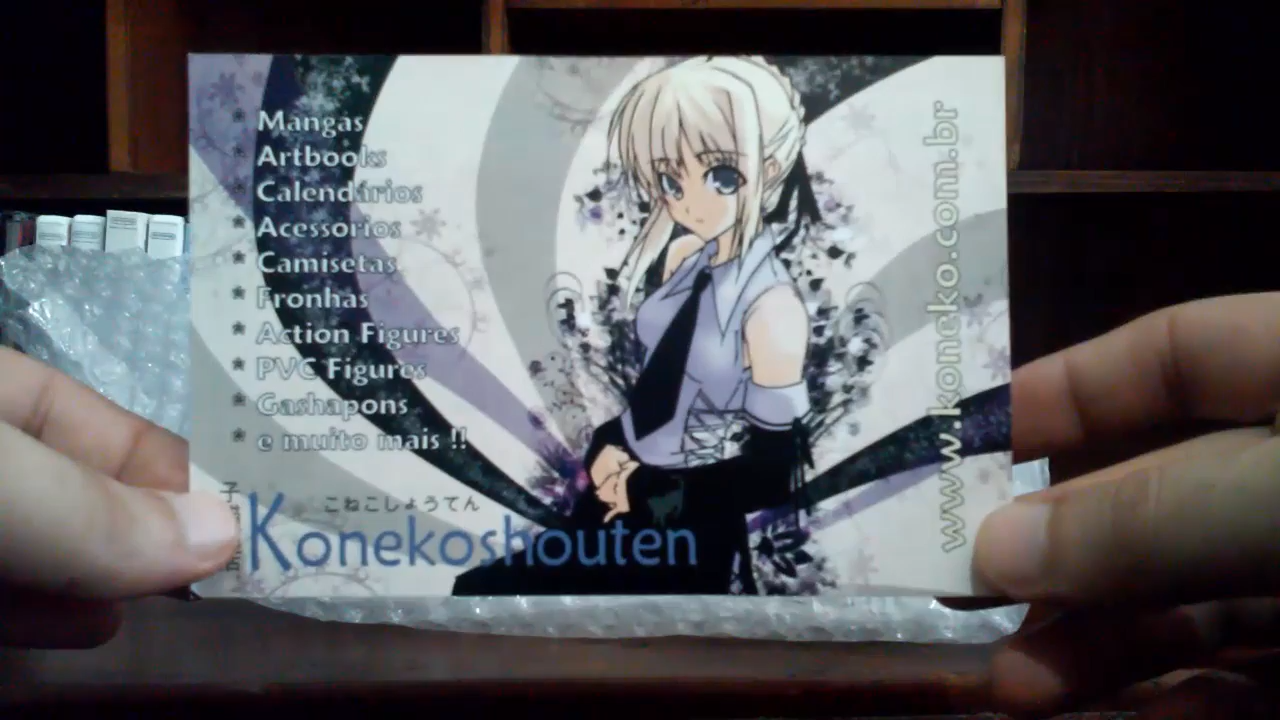 Mangas
Artbooks
Calendários
Acessorios
Camisetas
Fronhas
Action Figures
PVC Figures
Gashapons
e muito mais !!
こねこしょうてん
Konekoshouten
www.koneko.com.br